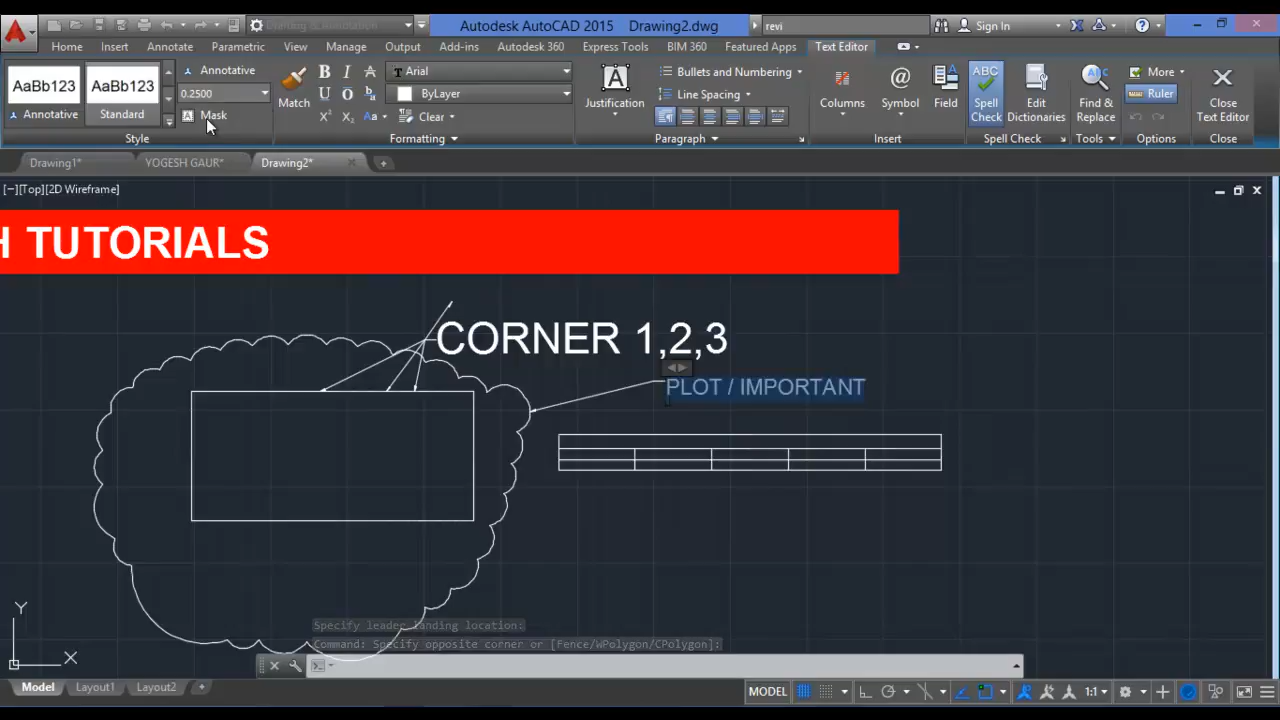 Drafting & Annotation
Autodesk AutoCAD 2015 Drawing2.dwg
revi
Sign In
Home Insert Annotate Parametric View Manage Output Add-ins Autodesk 360 Express Tools BIM 360 Featured Apps Text Editor
AaBb123 AaBb123 Annotative
Annotative Standard
0.2500
Mask
Style
Match
Arial
ByLayer
Clear
Formatting
Justification
Bullets and Numbering
Line Spacing
Paragraph
Columns
Symbol
Field
Insert
ABC
Spell
Check
Edit
Dictionaries
Spell Check
Find &
Replace
Tools
More
Ruler
Options
Close
Text Editor
Close
Drawing1* YOGESH GAUR* Drawing2*
[−][Top][2D Wireframe]
H TUTORIALS
CORNER 1,2,3
PLOT / IMPORTANT
Y
X
Specify leader landing location:
Command: Specify opposite corner or [Fence/WPolygon/CPolygon]:
Model Layout1 Layout2
MODEL
1:1